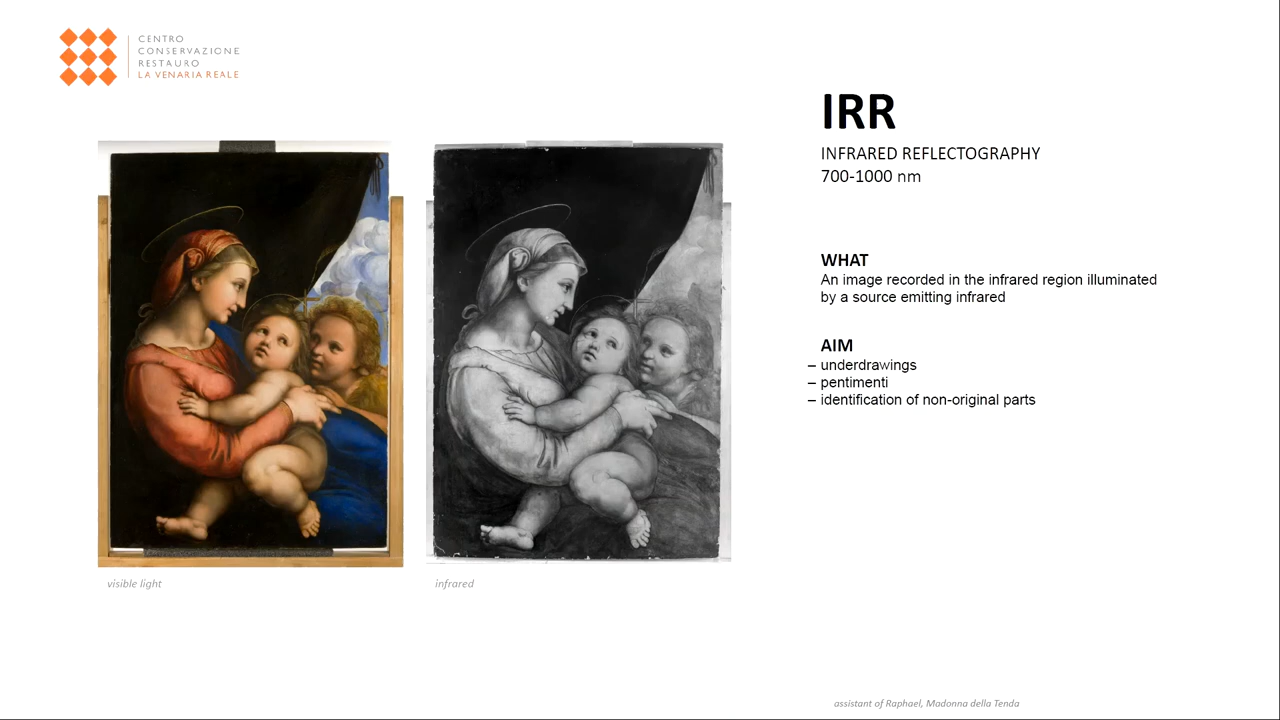 CENTRO
CONSERVAZIONE
RESTAURO
LA VENARIA REALE
IRR
INFRARED REFLECTOGRAPHY
700-1000 nm
WHAT
An image recorded in the infrared region illuminated
by a source emitting infrared
AIM
– underdrawings
– pentimenti
– identification of non-original parts
visible light
infrared
assistant of Raphael, Madonna della Tenda